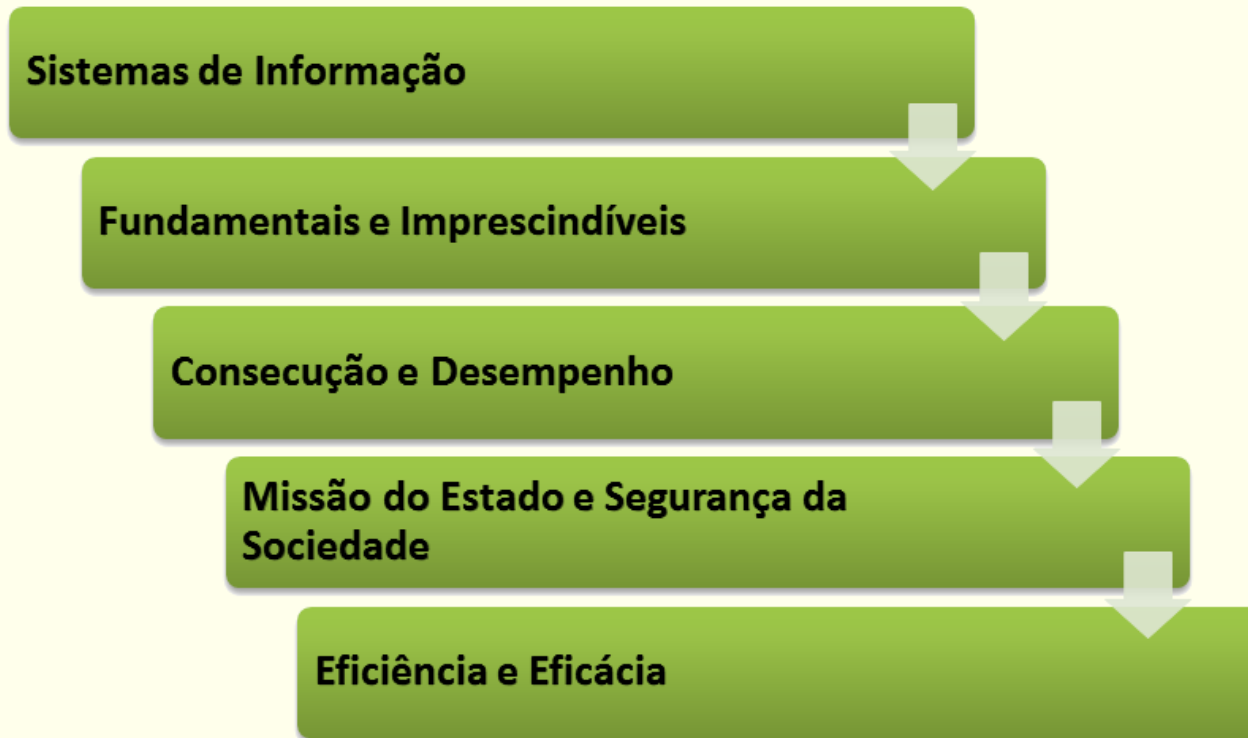 Sistemas de Informação
Fundamentais e Imprescindíveis
Consecução e Desempenho
Missão do Estado e Segurança da
Sociedade
Eficiência e Eficácia